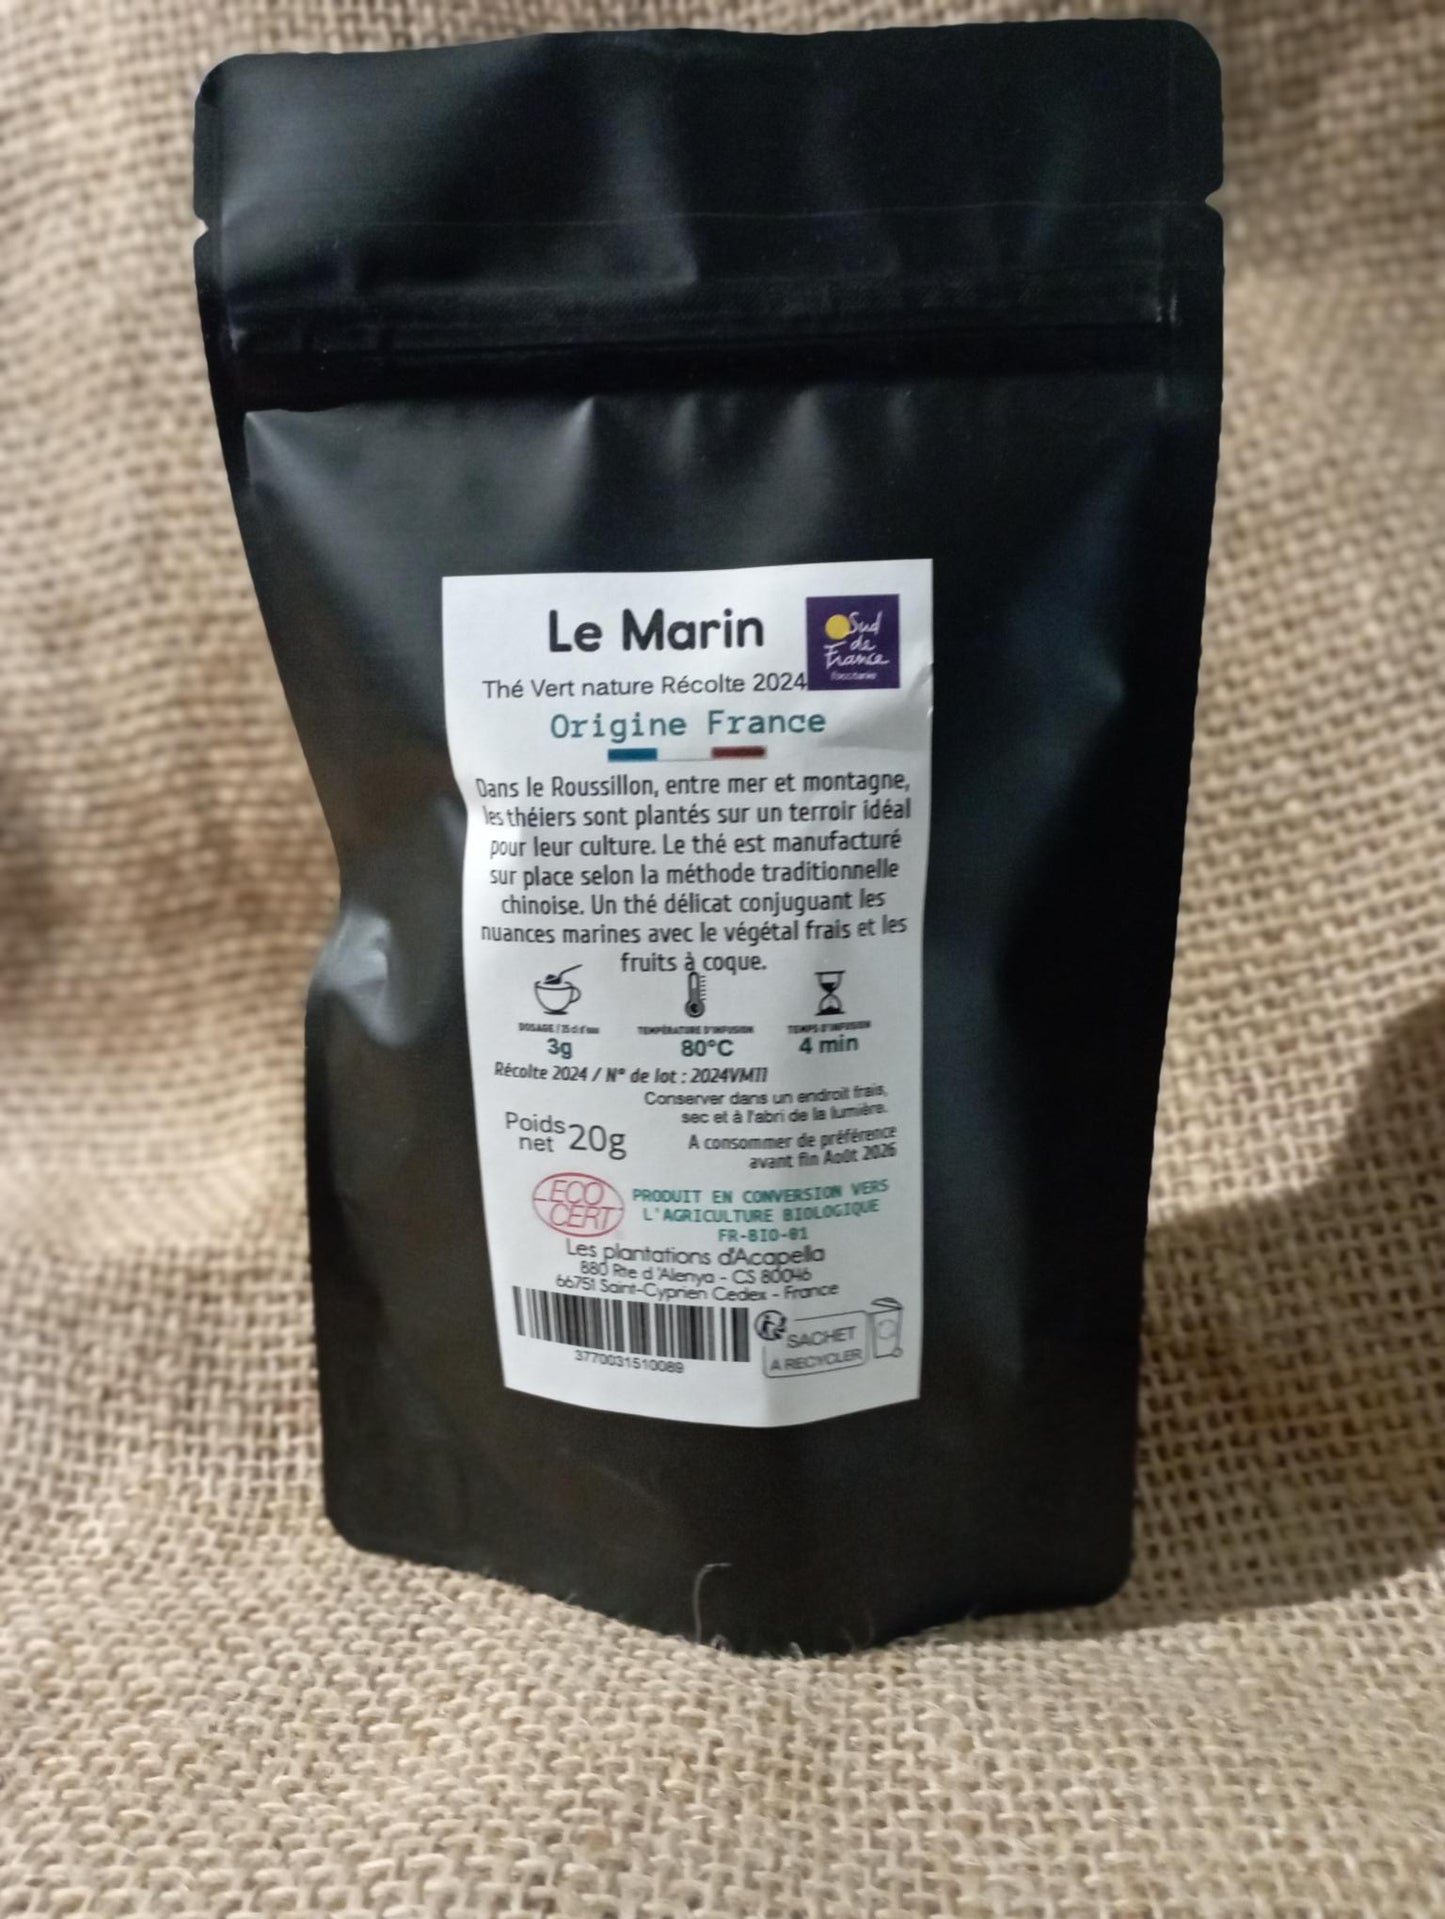 Le Marin
Sud
de
France
Thé Vert nature Récolte 2024
Origine France
Dans le Roussillon, entre mer et montagne,
les théiers sont plantés sur un terroir idéal
pour leur culture. Le thé est manufacturé
sur place selon la méthode traditionnelle
chinoise. Un thé délicat conjuguant les
nuances marines avec le végétal frais et les
fruits à coque.
DOSAGE / 25 cl d'eau
TEMPÉRATURE D'INFUSION
TEMPS D'INFUSION
3g
80°C
4 min
Récolte 2024 / N° de lot : 2024VM11
Conserver dans un endroit frais,
sec et à l'abri de la lumière.
Poids
net 20g
A consommer de préférence
avant fin Août 2026
ECO
CERT
PRODUIT EN CONVERSION VERS
L'AGRICULTURE BIOLOGIQUE
FR-BIO-01
Les plantations d'Acapella
880 Rte d'Alenya - CS 80046
66751 Saint-Cyprien Cedex - France
3770031510089
SACHET
A RECYCLER